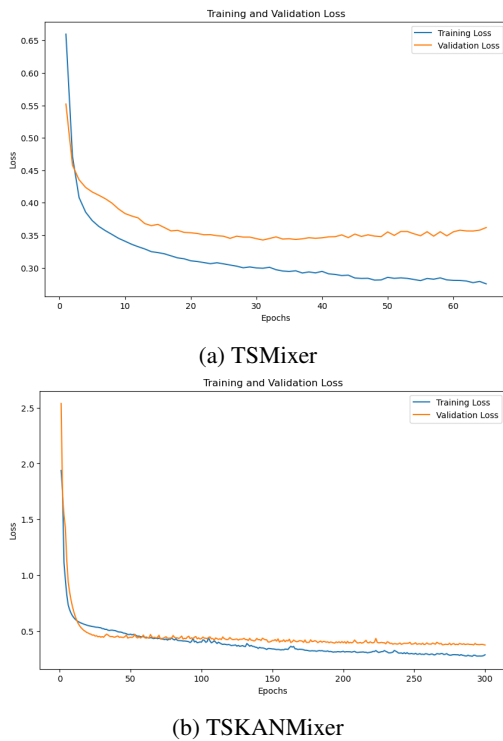 Training and Validation Loss
Training Loss
Validation Loss
0.65
0.60
0.55
0.50
0.45
0.40
0.35
0.30
Loss
0 10 20 30 40 50 60
Epochs
(a) TSMixer
Training and Validation Loss
Training Loss
Validation Loss
2.5
2.0
1.5
1.0
0.5
Loss
0 50 100 150 200 250 300
Epochs
(b) TSKANMixer